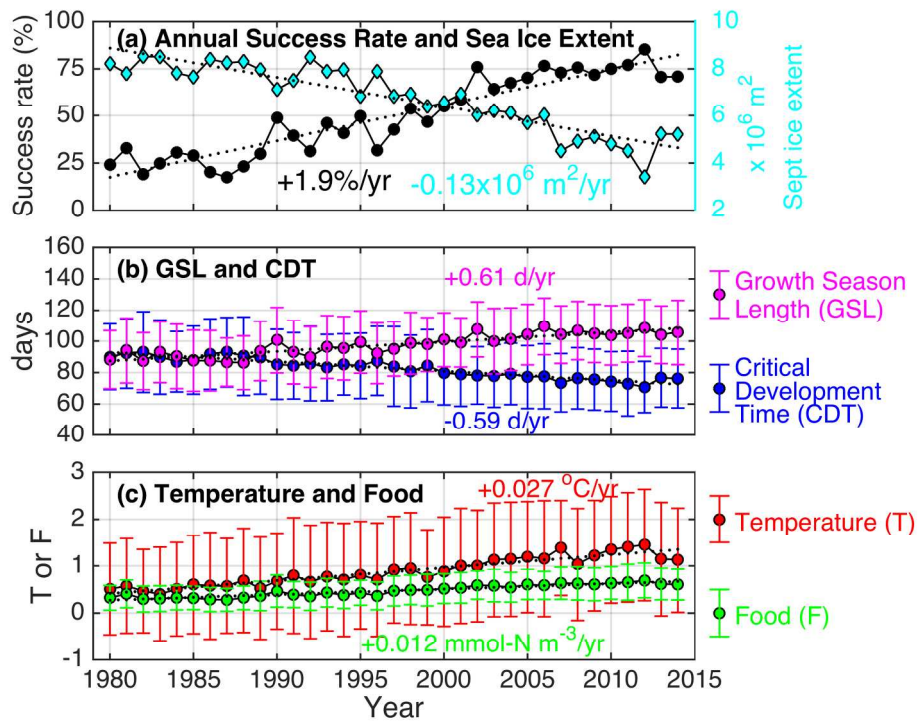 (a) Annual Success Rate and Sea Ice Extent
Success rate (%)
100
75
50
25
0
10
8
6
4
2
Sept ice extent
x 10⁶ m²
+1.9%/yr
-0.13x10⁶ m²/yr
(b) GSL and CDT
days
160
140
120
100
80
60
40
+0.61 d/yr
-0.59 d/yr
Growth Season
Length (GSL)
Critical
Development
Time (CDT)
(c) Temperature and Food
T or F
3
2
1
0
-1
+0.027 °C/yr
+0.012 mmol-N m⁻³/yr
Temperature (T)
Food (F)
1980 1985 1990 1995 2000 2005 2010 2015
Year